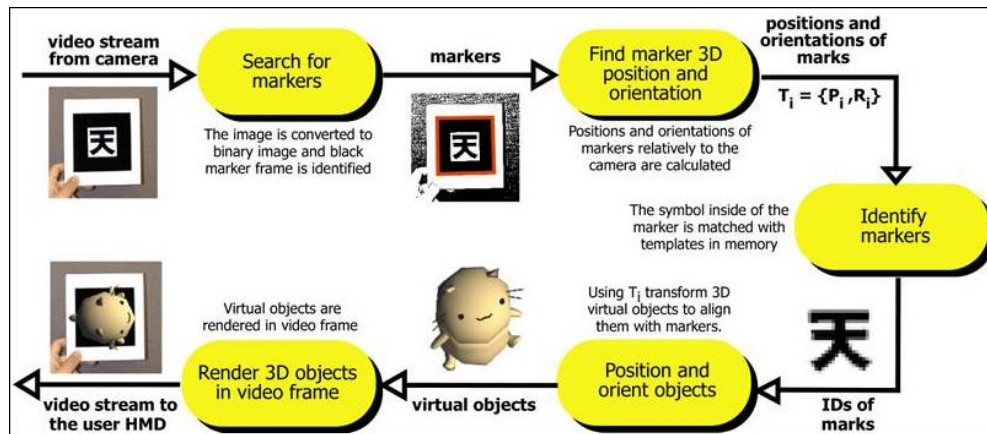 video stream
from camera
Search for
markers
The image is converted to
binary image and black
marker frame is identified
天
markers
天
Find marker 3D
position and
orientation
Positions and orientations of
markers relatively to the
camera are calculated
positions and
orientations of
marks
Ti = {Pi ,Ri}
Identify
markers
The symbol inside of the
marker is matched with
templates in memory
天
IDs of
marks
Position and
orient objects
Using Ti transform 3D
virtual objects to align
them with markers.
virtual objects
Render 3D objects
in video frame
Virtual objects are
rendered in video frame
video stream to
the user HMD